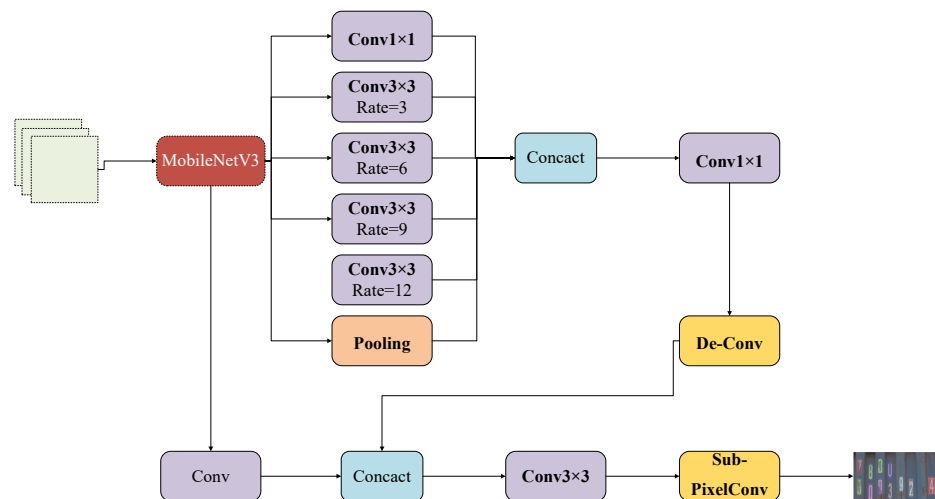 Conv1×1
Conv3×3
Rate=3
MobileNetV3
Conv3×3
Rate=6
Concact
Conv1×1
Conv3×3
Rate=9
Conv3×3
Rate=12
Pooling
De-Conv
Conv
Concact
Conv3×3
Sub-
PixelConv